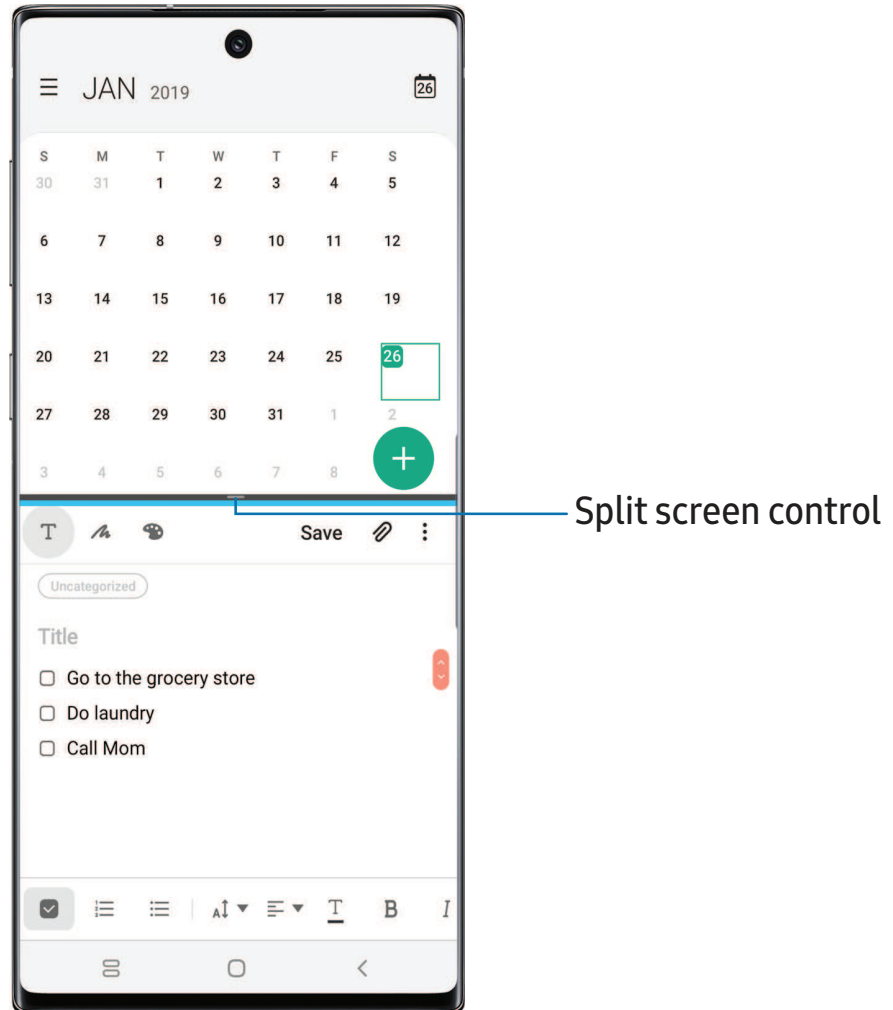 JAN 2019
26
S M T W T F S
30 31 1 2 3 4 5
6 7 8 9 10 11 12
13 14 15 16 17 18 19
20 21 22 23 24 25 26
27 28 29 30 31 1 2
3 4 5 6 7 8
Split screen control
T Save
Uncategorized
Title
Go to the grocery store
Do laundry
Call Mom
A T B I